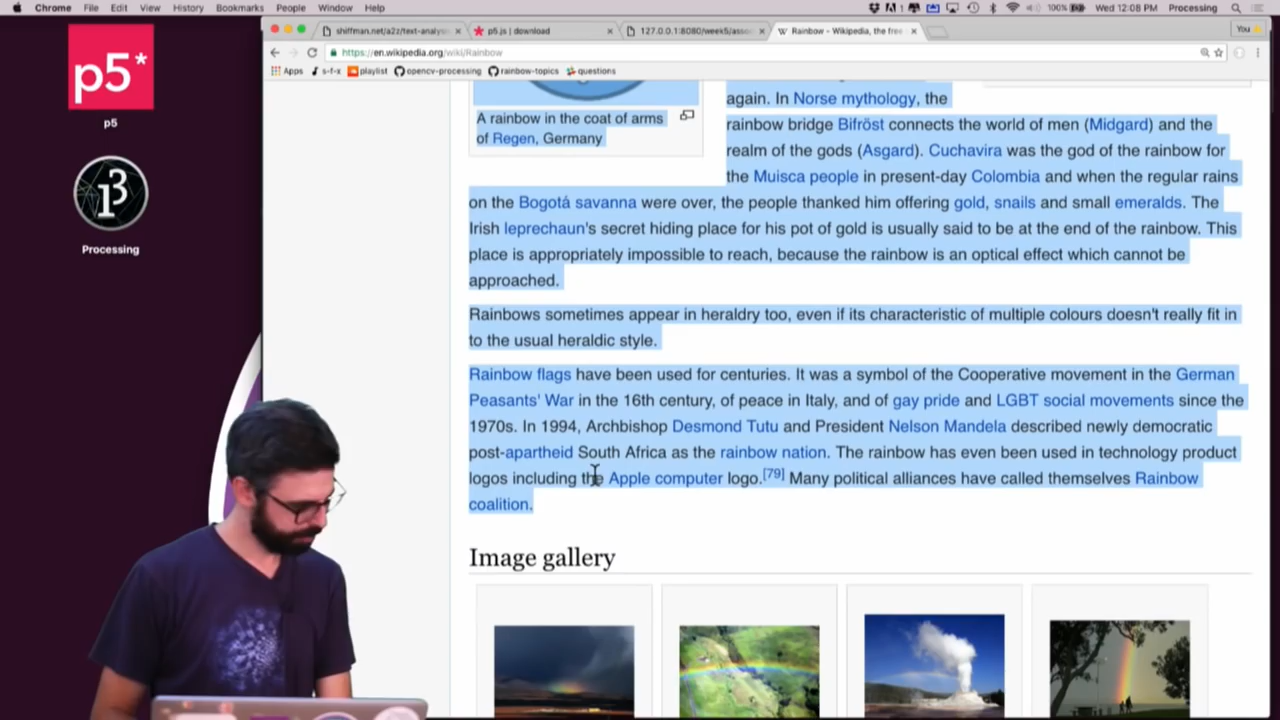 Chrome File Edit View History Bookmarks People Window Help
1 100% Wed 12:08 PM Processing
shiffman.net/a2z/text-analys
p5.js | download
127.0.0.1:8080/week5/asso
Rainbow - Wikipedia, the free
You
https://en.wikipedia.org/wiki/Rainbow
Apps s-f-x playlist opencv-processing rainbow-topics questions
p5*
p5
Processing
A rainbow in the coat of arms
of Regen, Germany
again. In Norse mythology, the
rainbow bridge Bifröst connects the world of men (Midgard) and the
realm of the gods (Asgard). Cuchavira was the god of the rainbow for
the Muisca people in present-day Colombia and when the regular rains
on the Bogotá savanna were over, the people thanked him offering gold, snails and small emeralds. The
Irish leprechaun's secret hiding place for his pot of gold is usually said to be at the end of the rainbow. This
place is appropriately impossible to reach, because the rainbow is an optical effect which cannot be
approached.
Rainbows sometimes appear in heraldry too, even if its characteristic of multiple colours doesn't really fit in
to the usual heraldic style.
Rainbow flags have been used for centuries. It was a symbol of the Cooperative movement in the German
Peasants' War in the 16th century, of peace in Italy, and of gay pride and LGBT social movements since the
1970s. In 1994, Archbishop Desmond Tutu and President Nelson Mandela described newly democratic
post-apartheid South Africa as the rainbow nation. The rainbow has even been used in technology product
logos including the Apple computer logo.[79] Many political alliances have called themselves Rainbow
coalition.
Image gallery